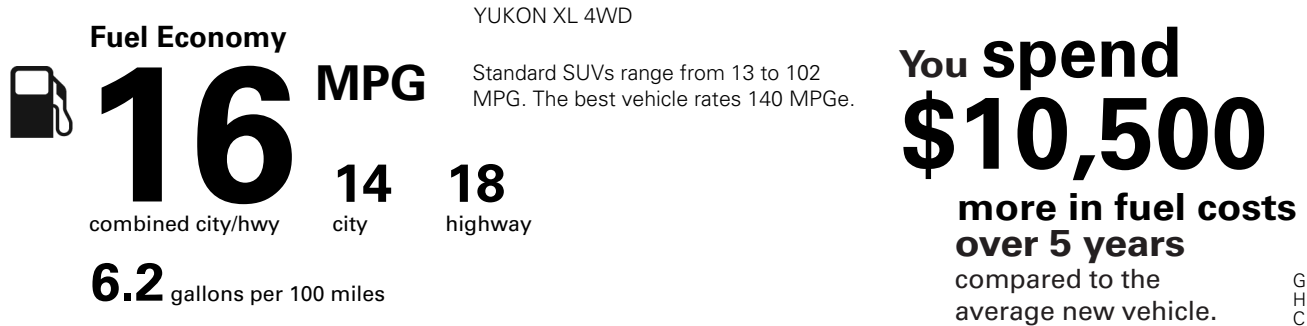 Fuel Economy
16 MPG
combined city/hwy
14
city
18
highway
6.2 gallons per 100 miles
YUKON XL 4WD
Standard SUVs range from 13 to 102
MPG. The best vehicle rates 140 MPGe.
You spend
$10,500
more in fuel costs
over 5 years
compared to the
average new vehicle.
G
H
C